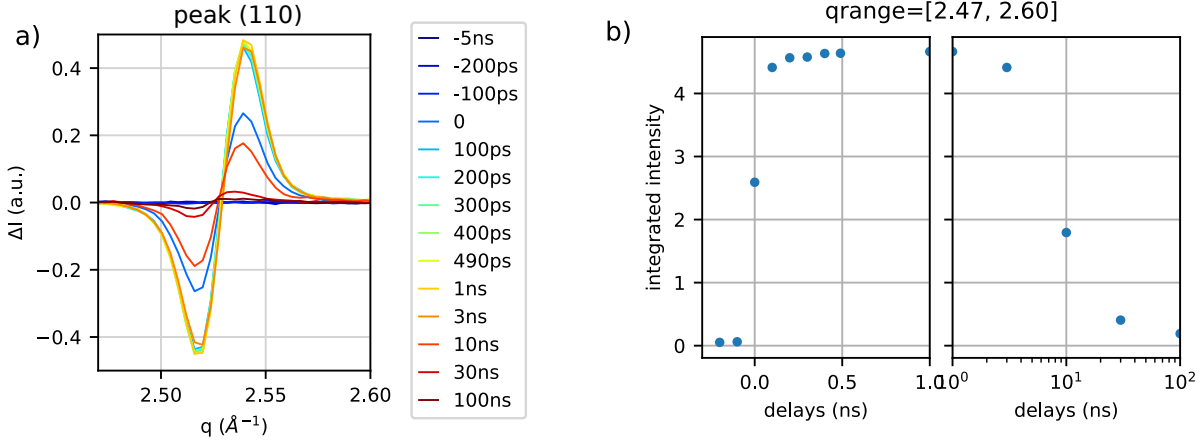 a)
peak (110)
ΔI (a.u.)
0.4
0.2
0.0
−0.2
−0.4
2.50
2.55
2.60
q (Å⁻¹)
-5ns
-200ps
-100ps
0
100ps
200ps
300ps
400ps
490ps
1ns
3ns
10ns
30ns
100ns
b)
qrange=[2.47, 2.60]
integrated intensity
4
3
2
1
0
0.0
0.5
1.0
delays (ns)
10⁰
10¹
10²
delays (ns)